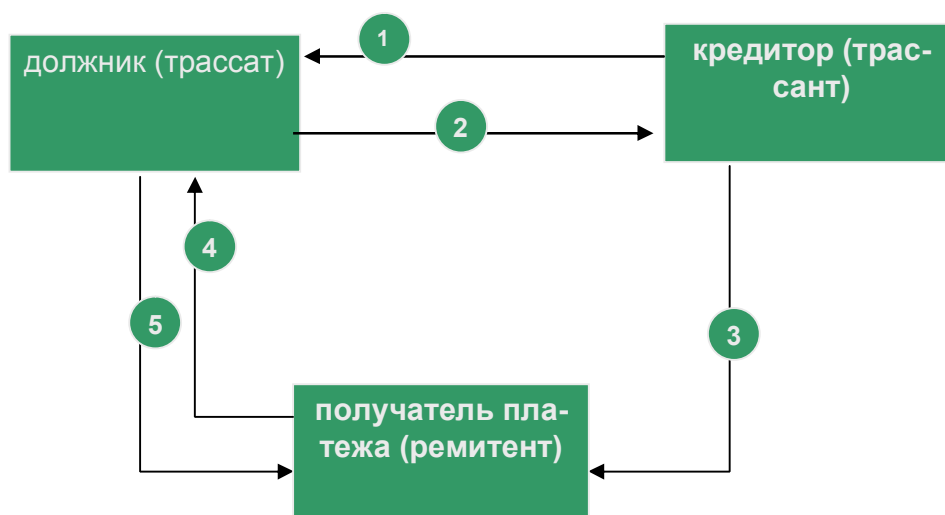 1
должник (трассат)
кредитор (трас-
сант)
2
4
5
3
получатель пла-
тежа (ремитент)